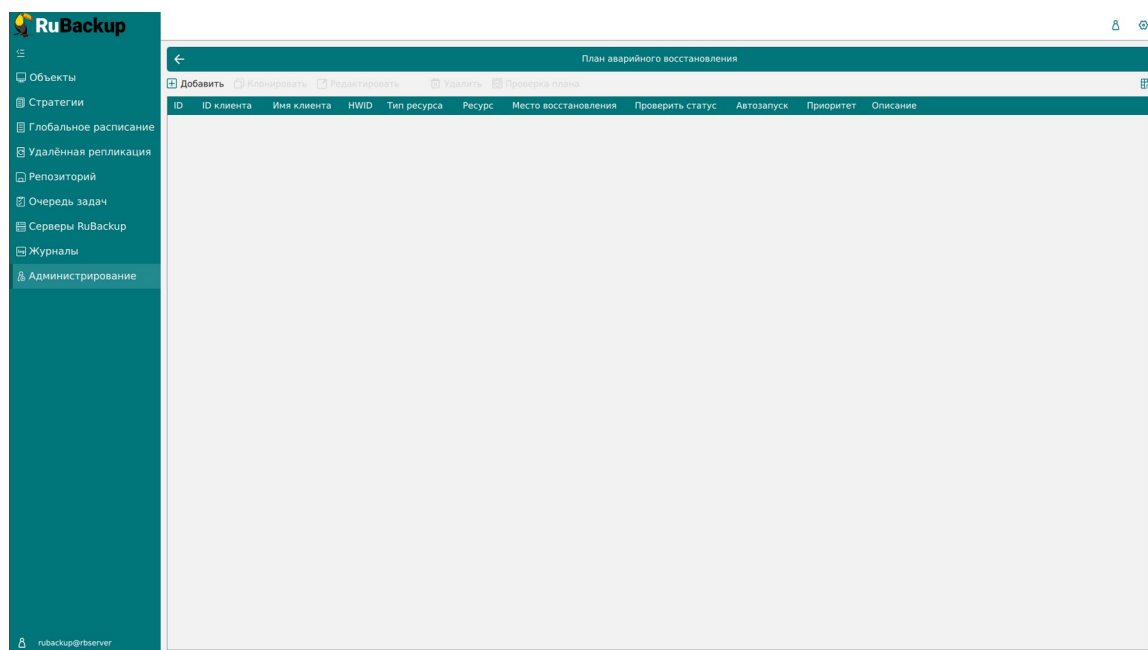 RuBackup
План аварийного восстановления
Объекты
Стратегии
Глобальное расписание
Удалённая репликация
Репозиторий
Очередь задач
Серверы RuBackup
Журналы
Администрирование
Добавить Клонировать Редактировать Удалить Проверка плана
ID ID клиента Имя клиента HWID Тип ресурса Ресурс Место восстановления Проверить статус Автозапуск Приоритет Описание
rubackup@rbserver